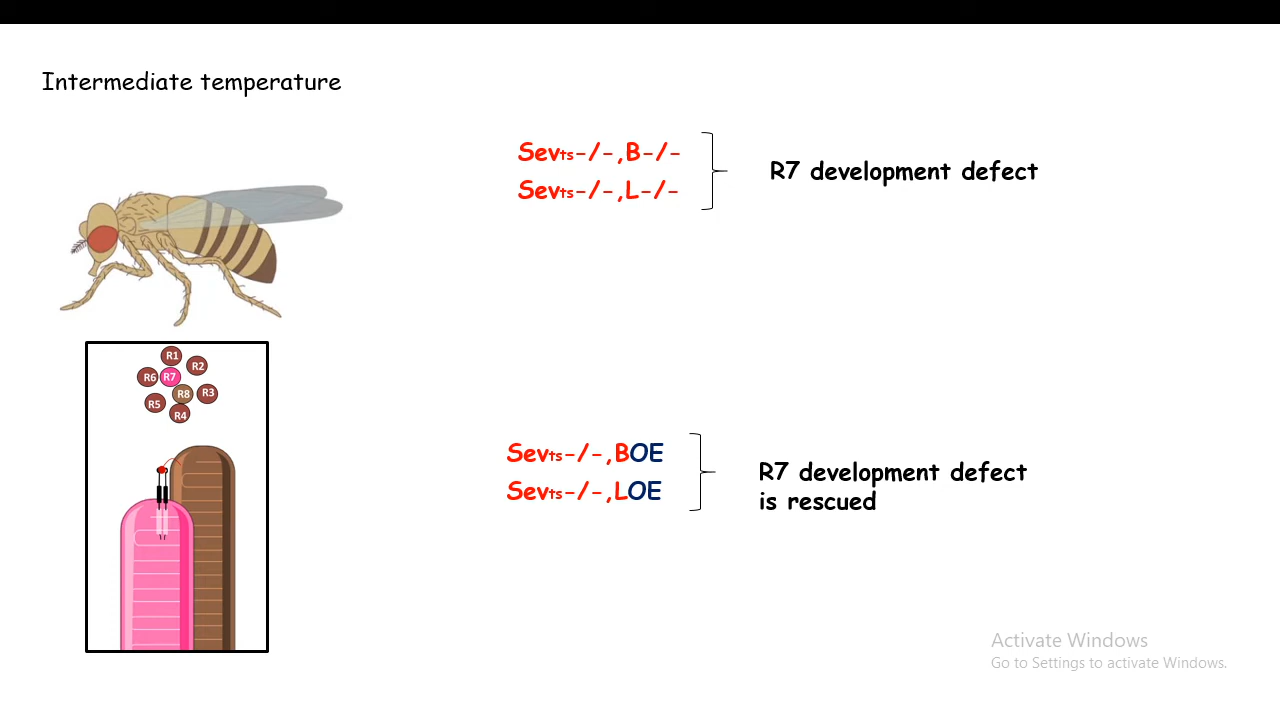 Intermediate temperature
Sevts-/-,B-/-
Sevts-/-,L-/-
R7 development defect
R1
R2
R6 R7
R8 R3
R5
R4
Sevts-/-,BOE
Sevts-/-,LOE
R7 development defect
is rescued
Activate Windows
Go to Settings to activate Windows.